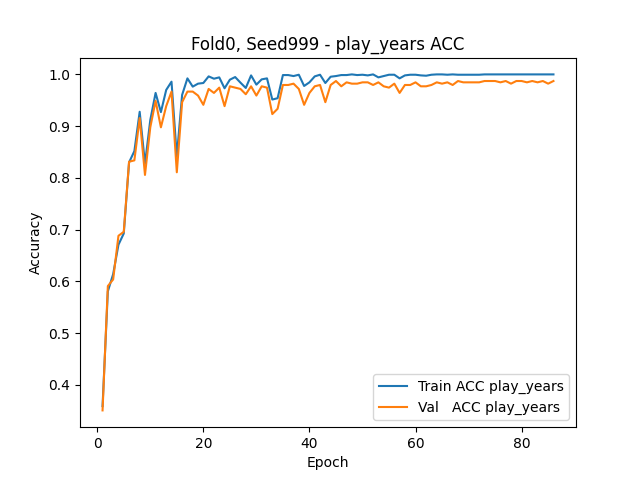 Fold0, Seed999 - play_years ACC
Accuracy
1.0
0.9
0.8
0.7
0.6
0.5
0.4
0 20 40 60 80
Epoch
Train ACC play_years
Val   ACC play_years